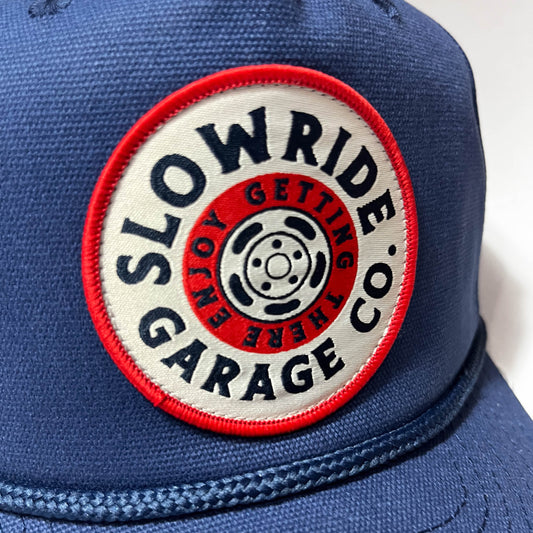 SLOWRIDE
GARAGE CO.
ENJOY GETTING THERE